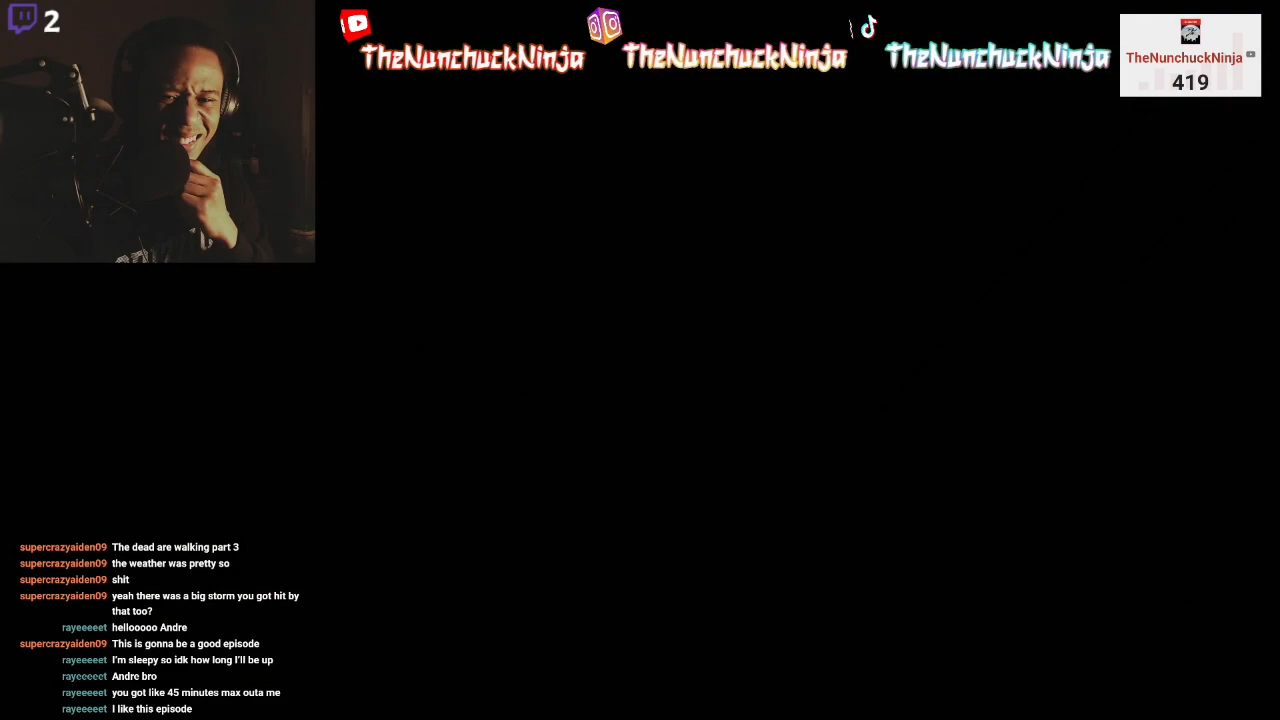 2
TheNunchuckNinja
TheNunchuckNinja
TheNunchuckNinja
TheNunchuckNinja
419
supercrazyaiden09 The dead are walking part 3
supercrazyaiden09 the weather was pretty so
supercrazyaiden09 shit
supercrazyaiden09 yeah there was a big storm you got hit by
that too?
rayeeeeet hellooooo Andre
supercrazyaiden09 This is gonna be a good episode
rayeeeeet I'm sleepy so idk how long I'll be up
rayeeeeet Andre bro
rayeeeeet you got like 45 minutes max outa me
rayeeeeet I like this episode